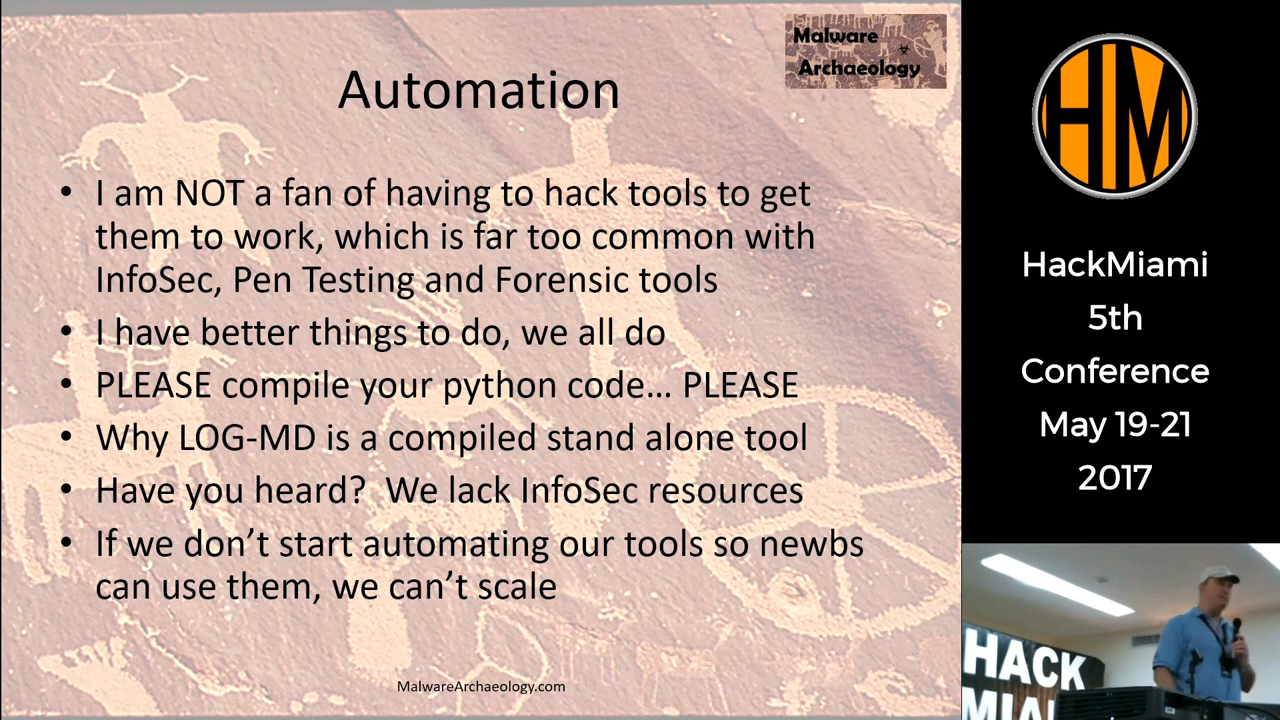 Malware
Archaeology
Automation
• I am NOT a fan of having to hack tools to get
them to work, which is far too common with
InfoSec, Pen Testing and Forensic tools
• I have better things to do, we all do
• PLEASE compile your python code… PLEASE
• Why LOG-MD is a compiled stand alone tool
• Have you heard?  We lack InfoSec resources
• If we don’t start automating our tools so newbs
can use them, we can’t scale
MalwareArchaeology.com
HM
HackMiami
5th
Conference
May 19-21
2017
HACK
MIAI